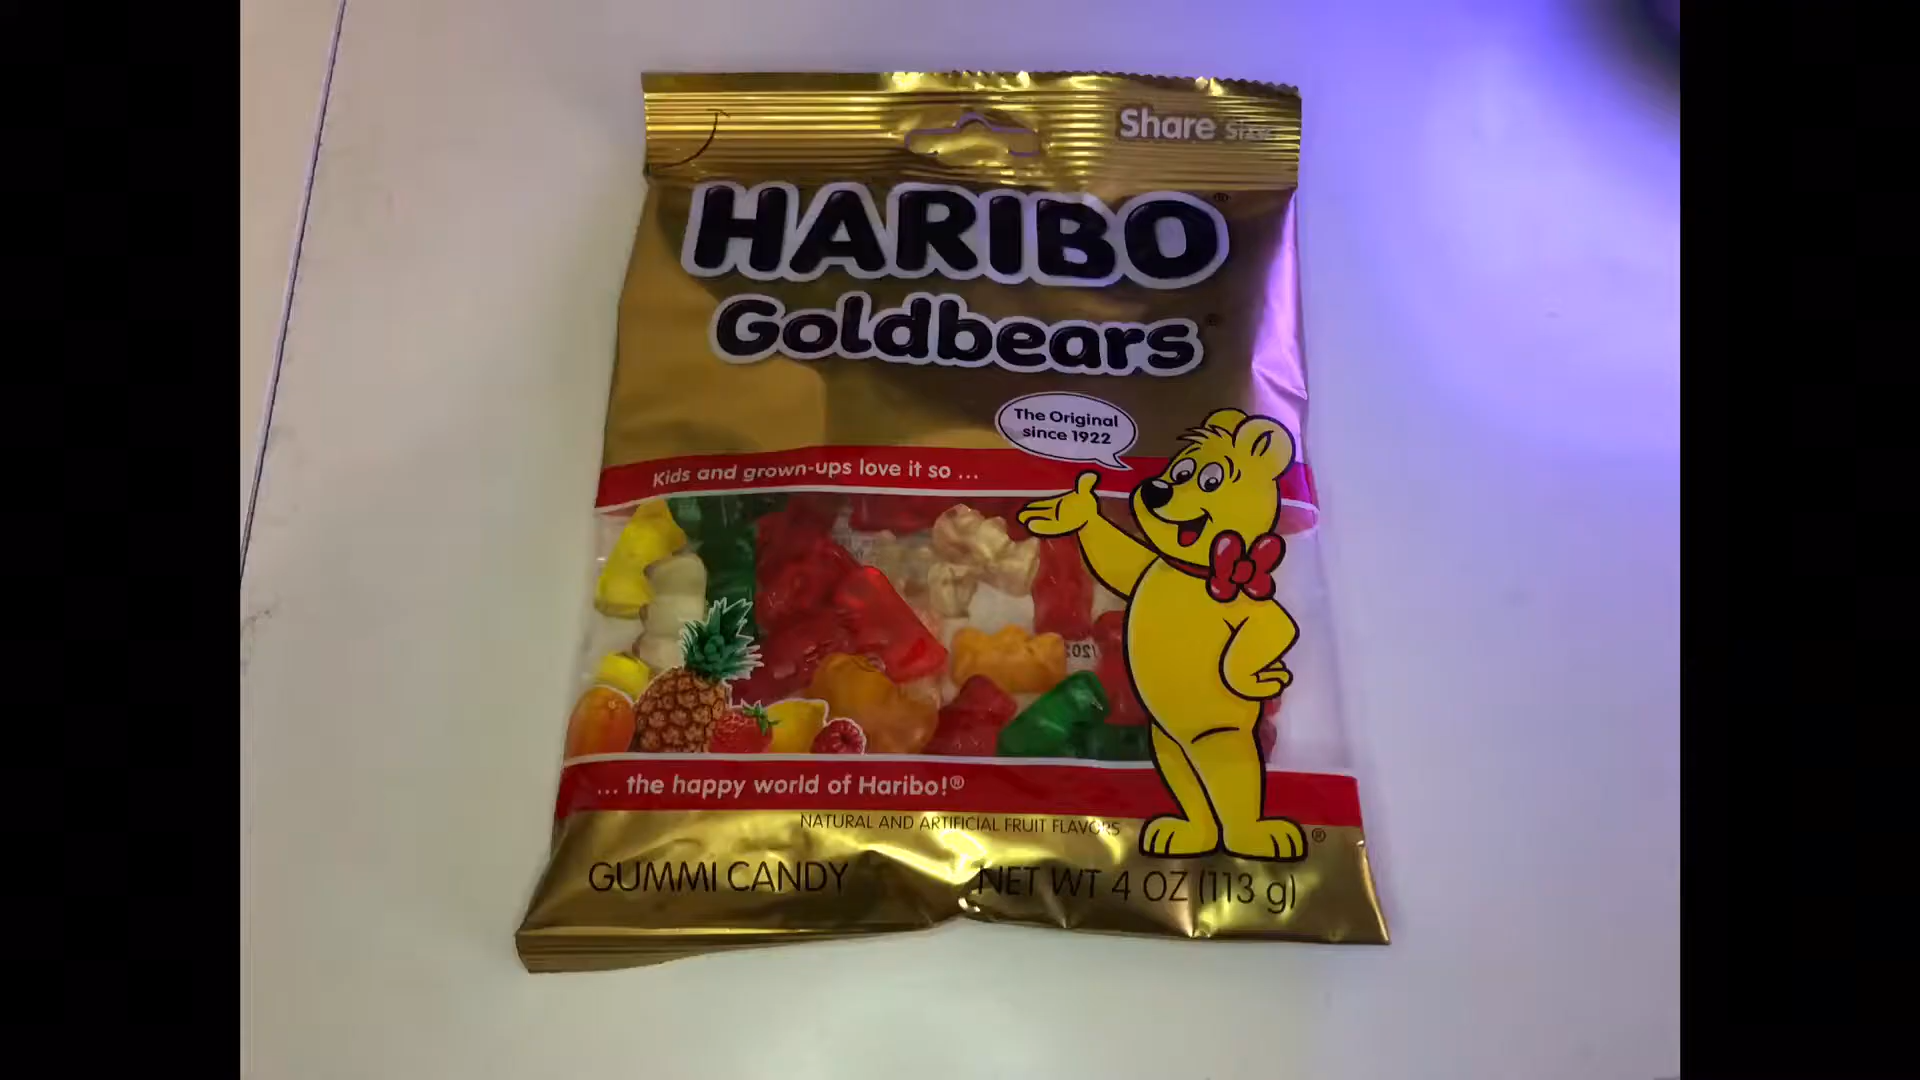 Share size
HARIBO®
Goldbears®
The Original
since 1922
Kids and grown-ups love it so ...
... the happy world of Haribo!®
NATURAL AND ARTIFICIAL FRUIT FLAVORS
GUMMI CANDY
NET WT 4 OZ (113 g)